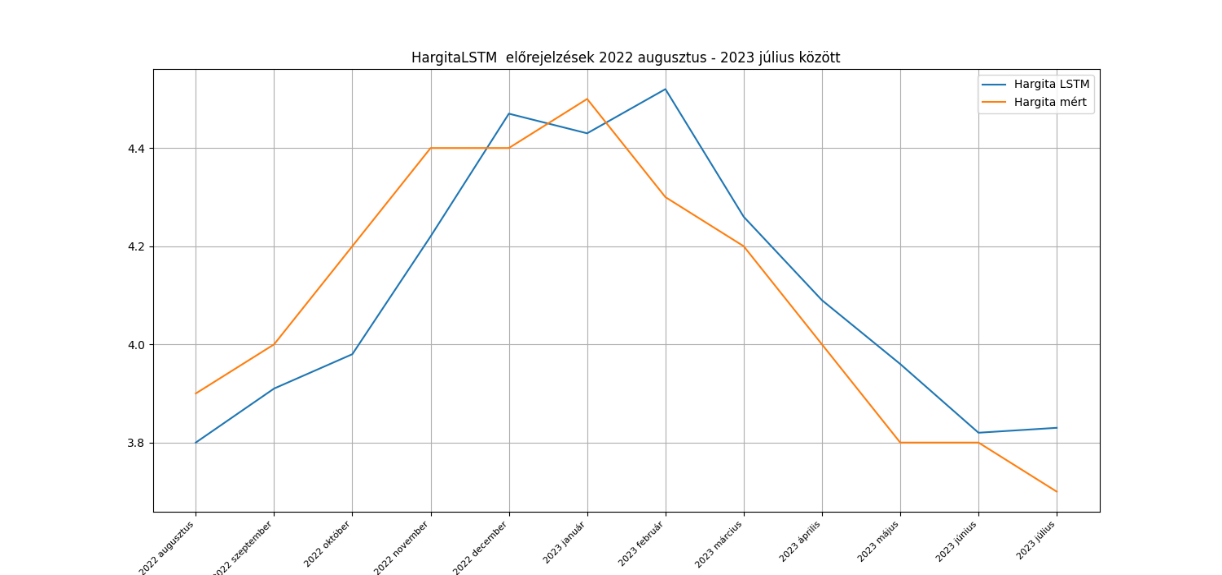 HargitaLSTM  előrejelzések 2022 augusztus - 2023 július között
Hargita LSTM
Hargita mért
4.4
4.2
4.0
3.8
2022 augusztus
2022 szeptember
2022 október
2022 november
2022 december
2023 január
2023 február
2023 március
2023 április
2023 május
2023 június
2023 július